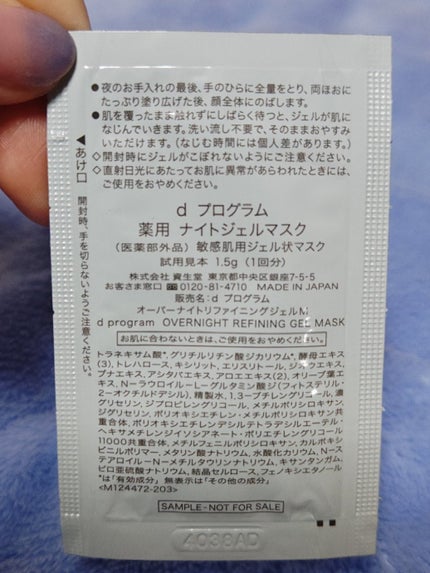 ●夜のお手入れの最後、手のひらに全量をとり、両ほおに
たっぷり塗り広げた後、顔全体にのばします。
●肌を覆ったまま触れずにしばらく待つと、ジェルが肌に
なじんでいきます。洗い流し不要で、そのままおやすみ
いただけます。(なじむ時間には個人差があります。)
◇開封時にジェルがこぼれないようにご注意ください。
◇直射日光にあたってお肌に異常があらわれたときには、
ご使用をおやめください。
◀あけ口 開封時、手を切らないようご注意ください。
d プログラム
薬用 ナイトジェルマスク
(医薬部外品) 敏感肌用ジェル状マスク
試用見本 1.5g (1回分)
株式会社 資生堂 東京都中央区銀座7-5-5
お客さま窓口 0120-81-4710 MADE IN JAPAN
販売名:d プログラム
オーバーナイトリファイニングジェルM
d program OVERNIGHT REFINING GEL MASK
お肌に合わないときは、ご使用をおやめください。
トラネキサム酸*,グリチルリチン酸ジカリウム*,酵母エキス
(3),トレハロース,キシリット,エリスリトール,ジオウエキス,
ブナエキス,アシタバエキス,アロエエキス(2),オリーブ葉エ
キス,N-ラウロイル-L-グルタミン酸ジ(フィトステリル・
2-オクチルドデシル),精製水,1,3-ブチレングリコール,濃
グリセリン,ジプロピレングリコール,メチルポリシロキサン,
ジグリセリン,ポリオキシエチレン・メチルポリシロキサン共
重合体,ポリオキシエチレンデシルテトラデシルエーテル・
ヘキサメチレンジイソシアネート・ポリエチレングリコール
11000共重合体,メチルフェニルポリシロキサン,カルボキシ
ビニルポリマー,メタリン酸ナトリウム,水酸化カリウム,N-ス
テアロイル-N-メチルタウリンナトリウム,キサンタンガム,
ピロ亜硫酸ナトリウム,結晶セルロース,フェノキシエタノール
*は「有効成分」 無表示は「その他の成分」
<M124472-203>
SAMPLE-NOT FOR SALE
4038AD